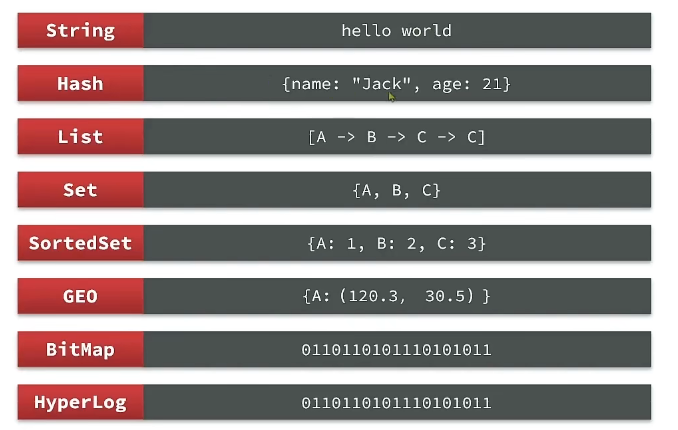 String hello world
Hash {name: "Jack", age: 21}
List [A -> B -> C -> C]
Set {A, B, C}
SortedSet {A: 1, B: 2, C: 3}
GEO {A: (120.3, 30.5) }
BitMap 0110110101110101011
HyperLog 0110110101110101011